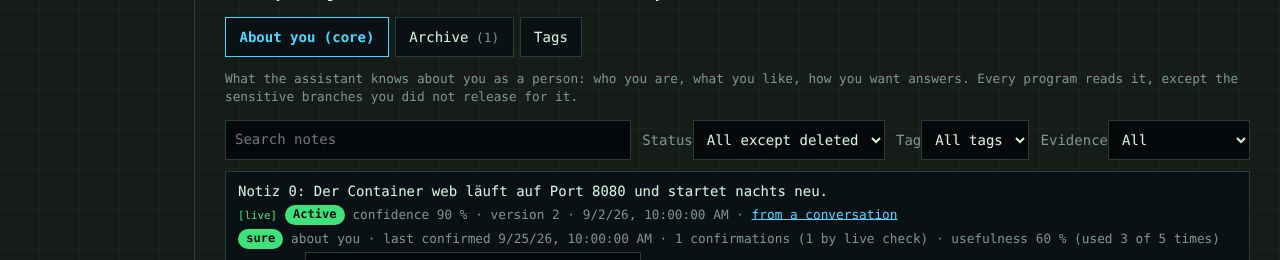 About you (core) Archive (1) Tags
What the assistant knows about you as a person: who you are, what you like, how you want answers. Every program reads it, except the
sensitive branches you did not release for it.
Search notes Status All except deleted Tag All tags Evidence All
Notiz 0: Der Container web läuft auf Port 8080 und startet nachts neu.
[live] Active confidence 90 % · version 2 · 9/2/26, 10:00:00 AM · from a conversation
sure about you · last confirmed 9/25/26, 10:00:00 AM · 1 confirmations (1 by live check) · usefulness 60 % (used 3 of 5 times)